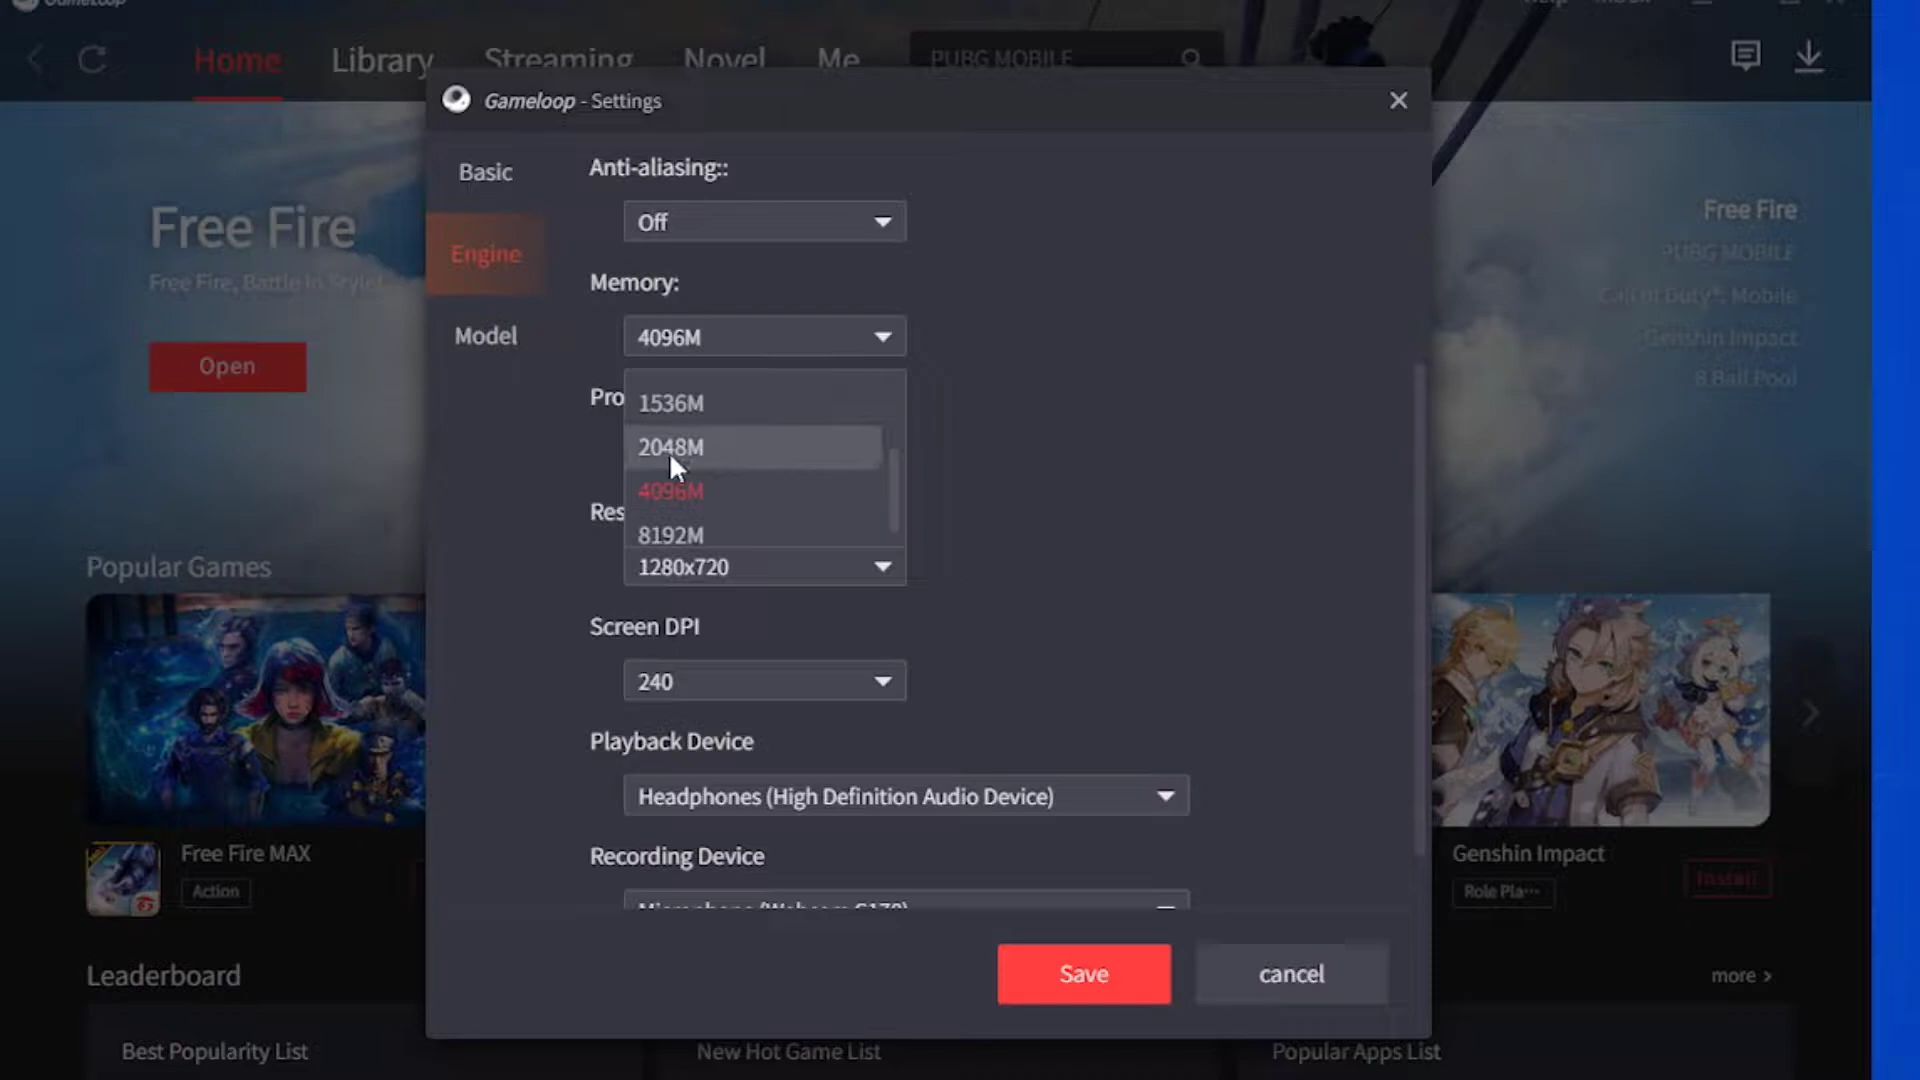 Home
Library
Streaming
Novel
Me
PUBG MOBILE
Gameloop - Settings
Basic
Engine
Model
Anti-aliasing::
Off
Memory:
4096M
Pro
1536M
2048M
4096M
8192M
Res
1280x720
Screen DPI
240
Playback Device
Headphones (High Definition Audio Device)
Recording Device
Save
cancel
Free Fire
Free Fire, Battle In Style!
Open
Free Fire
PUBG MOBILE
Call of Duty®: Mobile
Genshin Impact
8 Ball Pool
Popular Games
Free Fire MAX
Action
Genshin Impact
Role Pla···
Install
Leaderboard
more >
Best Popularity List
New Hot Game List
Popular Apps List